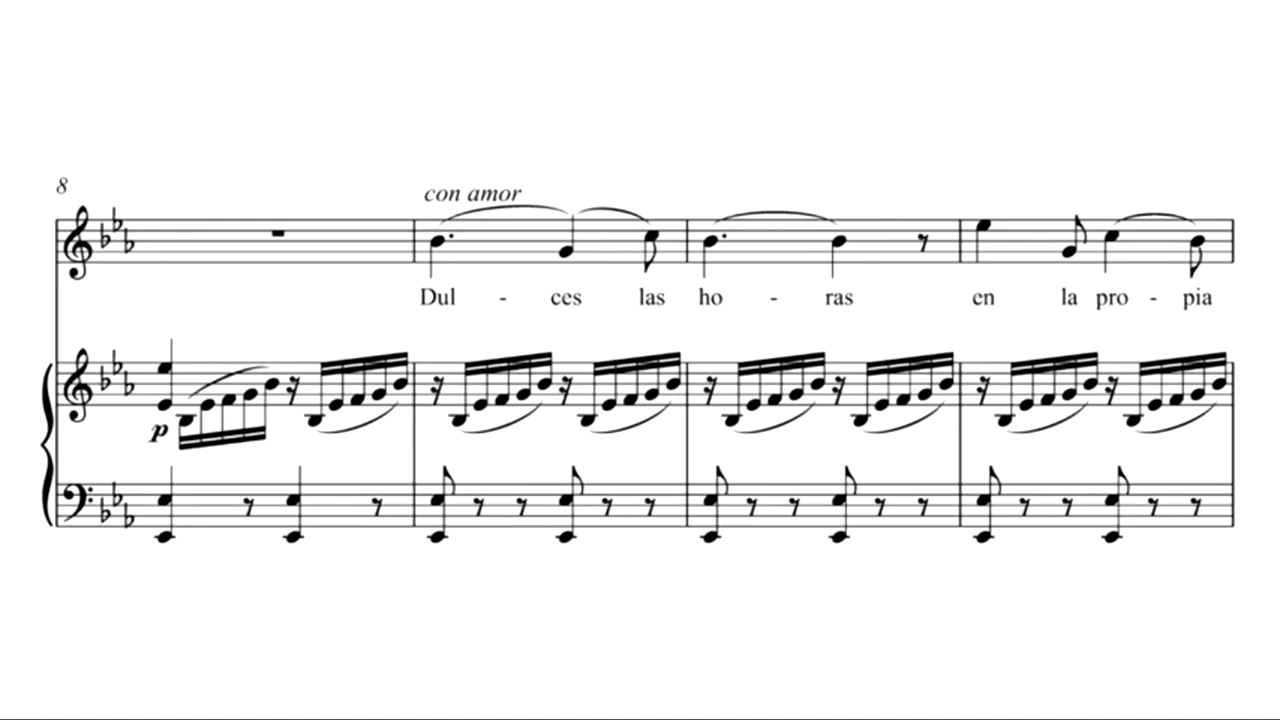 8
con amor
Dul - ces las ho - ras en la pro - pia
p